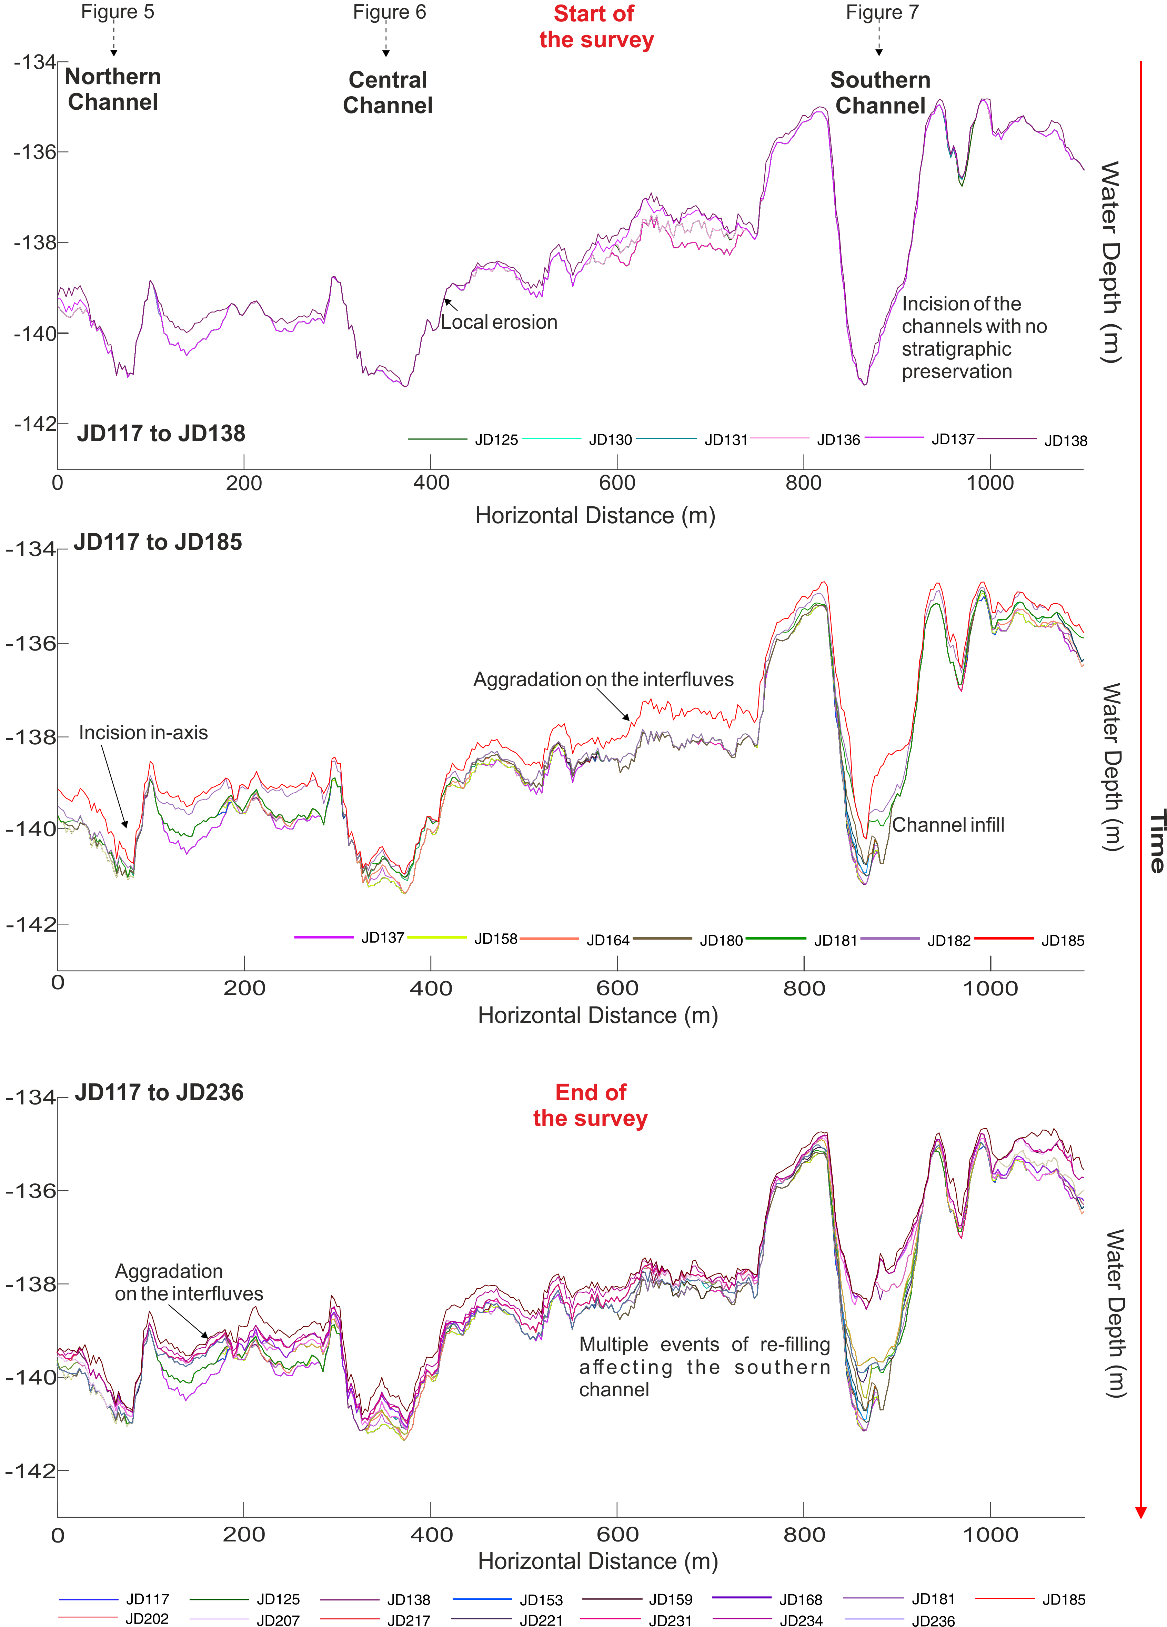 Figure 5
Figure 6
Start of
the survey
Figure 7
-134
Northern
Channel
Central
Channel
Southern
Channel
-136
Water Depth (m)
-138
Incision of the
channels with no
stratigraphic
preservation
Local erosion
-140
-142
JD117 to JD138
JD125
JD130
JD131
JD136
JD137
JD138
0
200
400
600
800
1000
Horizontal Distance (m)
-134
JD117 to JD185
-136
Aggradation on the interfluves
Water Depth (m)
Incision in-axis
-138
Time
-140
Channel infill
-142
JD137
JD158
JD164
JD180
JD181
JD182
JD185
0
200
400
600
800
1000
Horizontal Distance (m)
-134
JD117 to JD236
End of
the survey
-136
Water Depth (m)
Aggradation
on the interfluves
-138
Multiple events of re-filling
affecting the southern
channel
-140
-142
0
200
400
600
800
1000
Horizontal Distance (m)
JD117
JD125
JD138
JD153
JD159
JD168
JD181
JD185
JD202
JD207
JD217
JD221
JD231
JD234
JD236